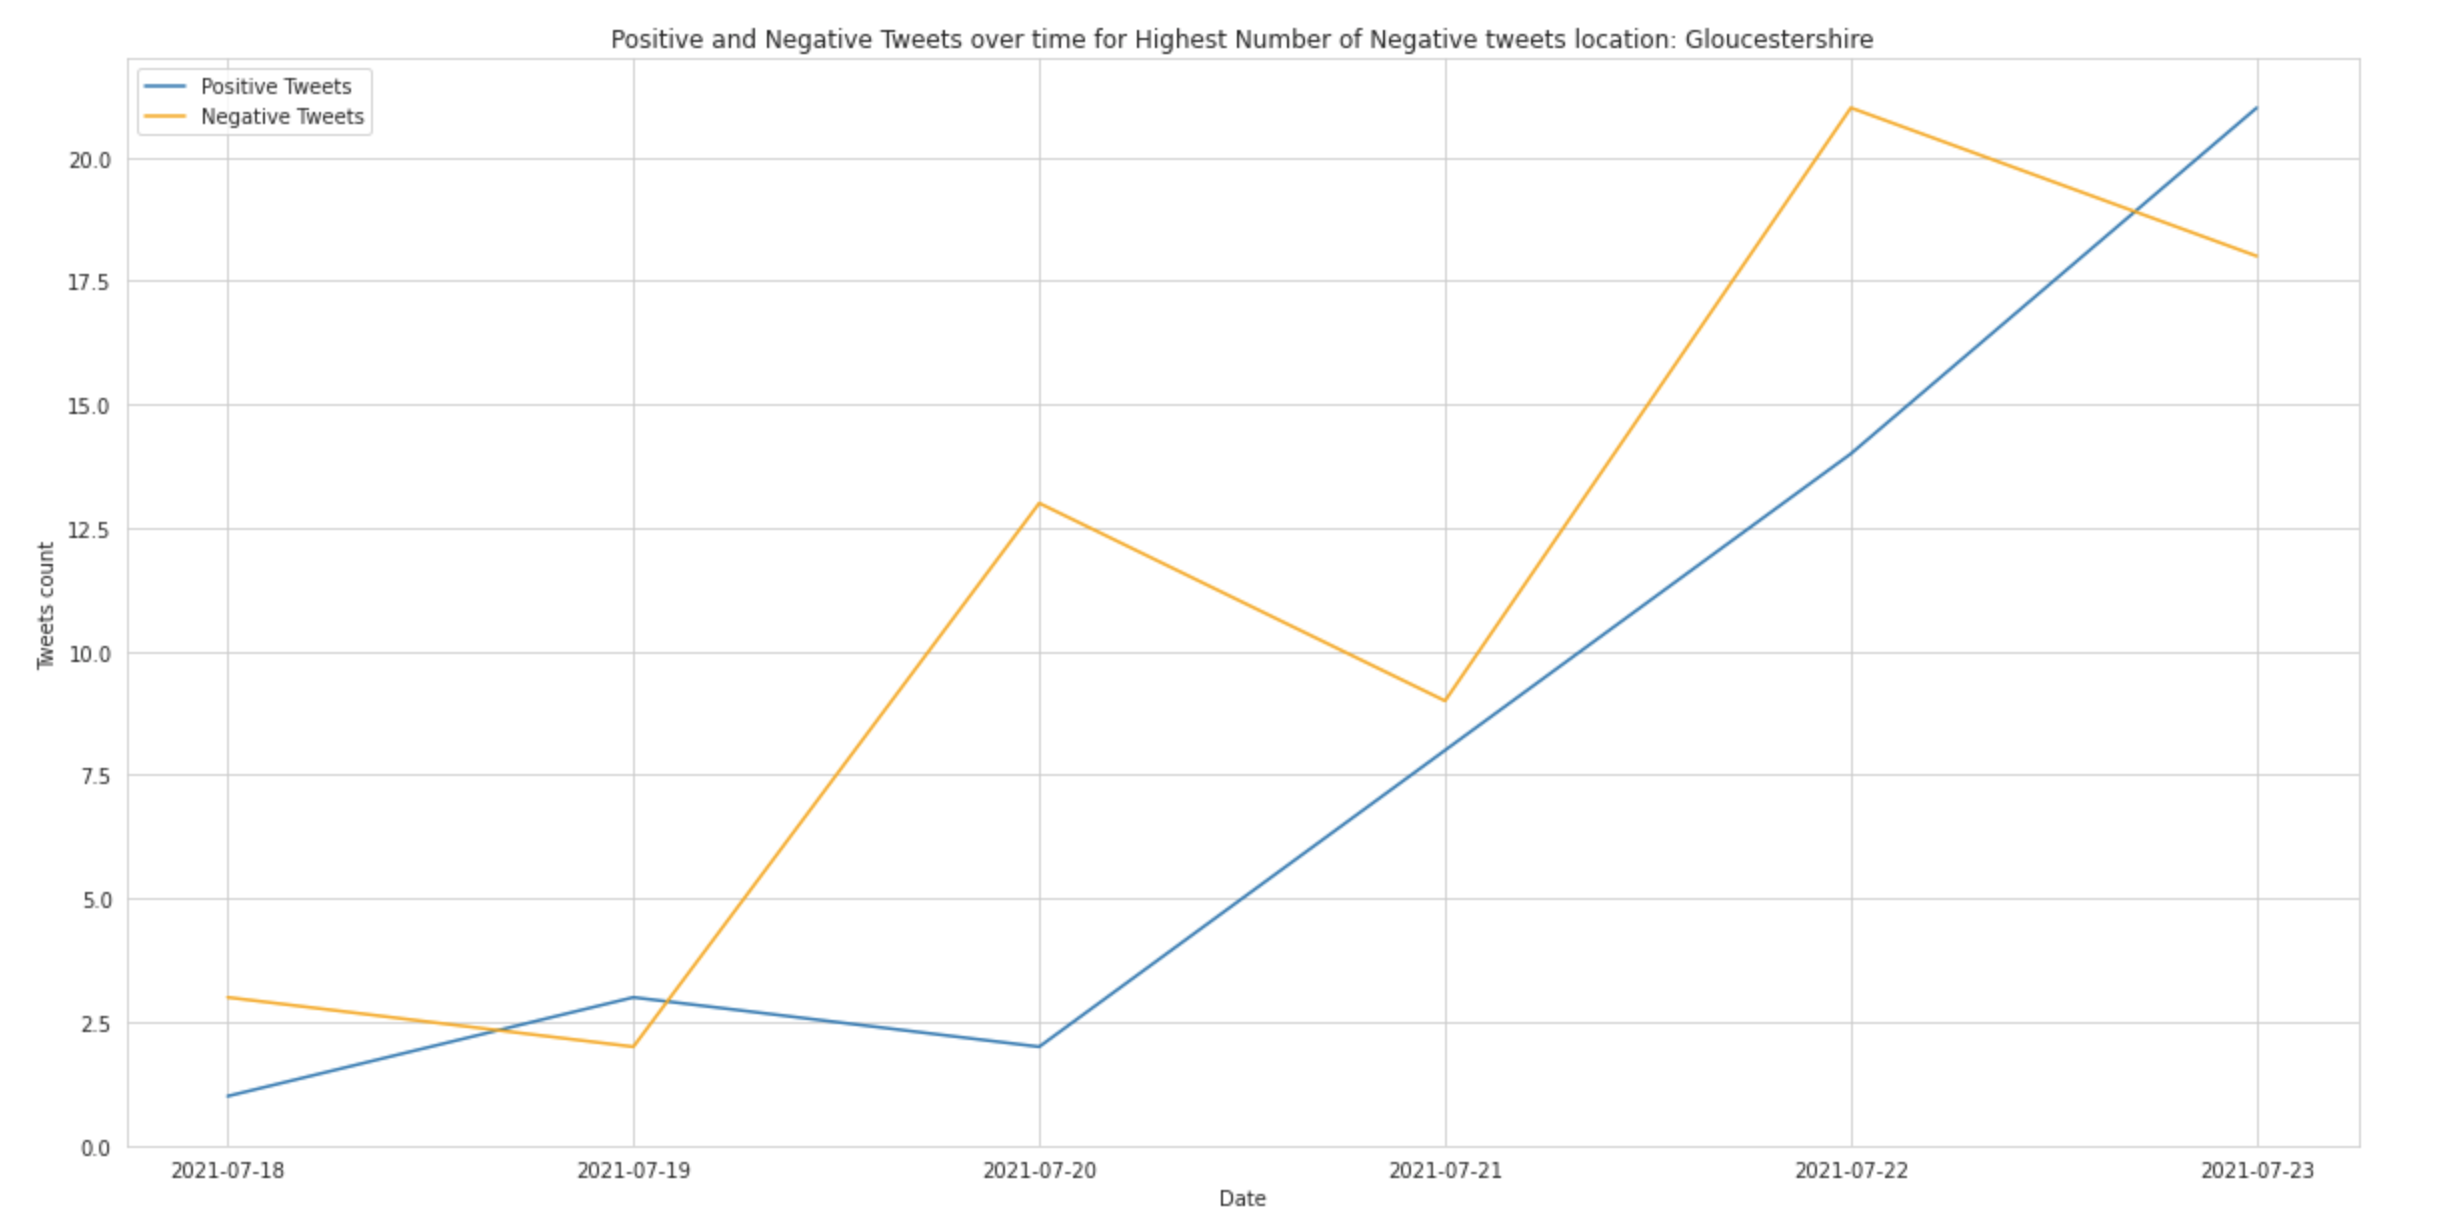 Positive and Negative Tweets over time for Highest Number of Negative tweets location: Gloucestershire
Positive Tweets
Negative Tweets
20.0
17.5
15.0
12.5
10.0
7.5
5.0
2.5
0.0
Tweets count
2021-07-18 2021-07-19 2021-07-20 2021-07-21 2021-07-22 2021-07-23
Date